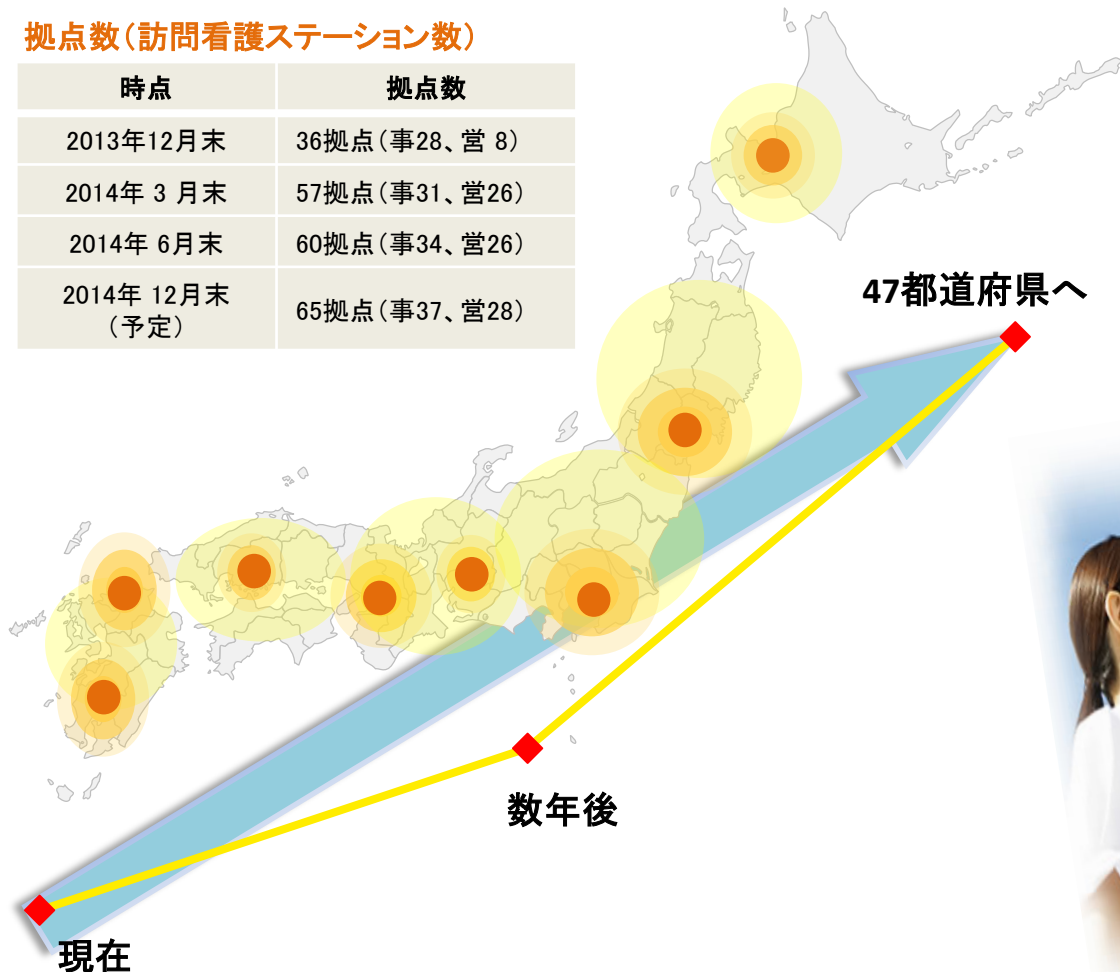 拠点数（訪問看護ステーション数）
時点 拠点数
2013年12月末 36拠点（事28、営 8）
2014年 3 月末 57拠点（事31、営26）
2014年 6月末 60拠点（事34、営26）
2014年 12月末
（予定） 65拠点（事37、営28）
47都道府県へ
数年後
現在